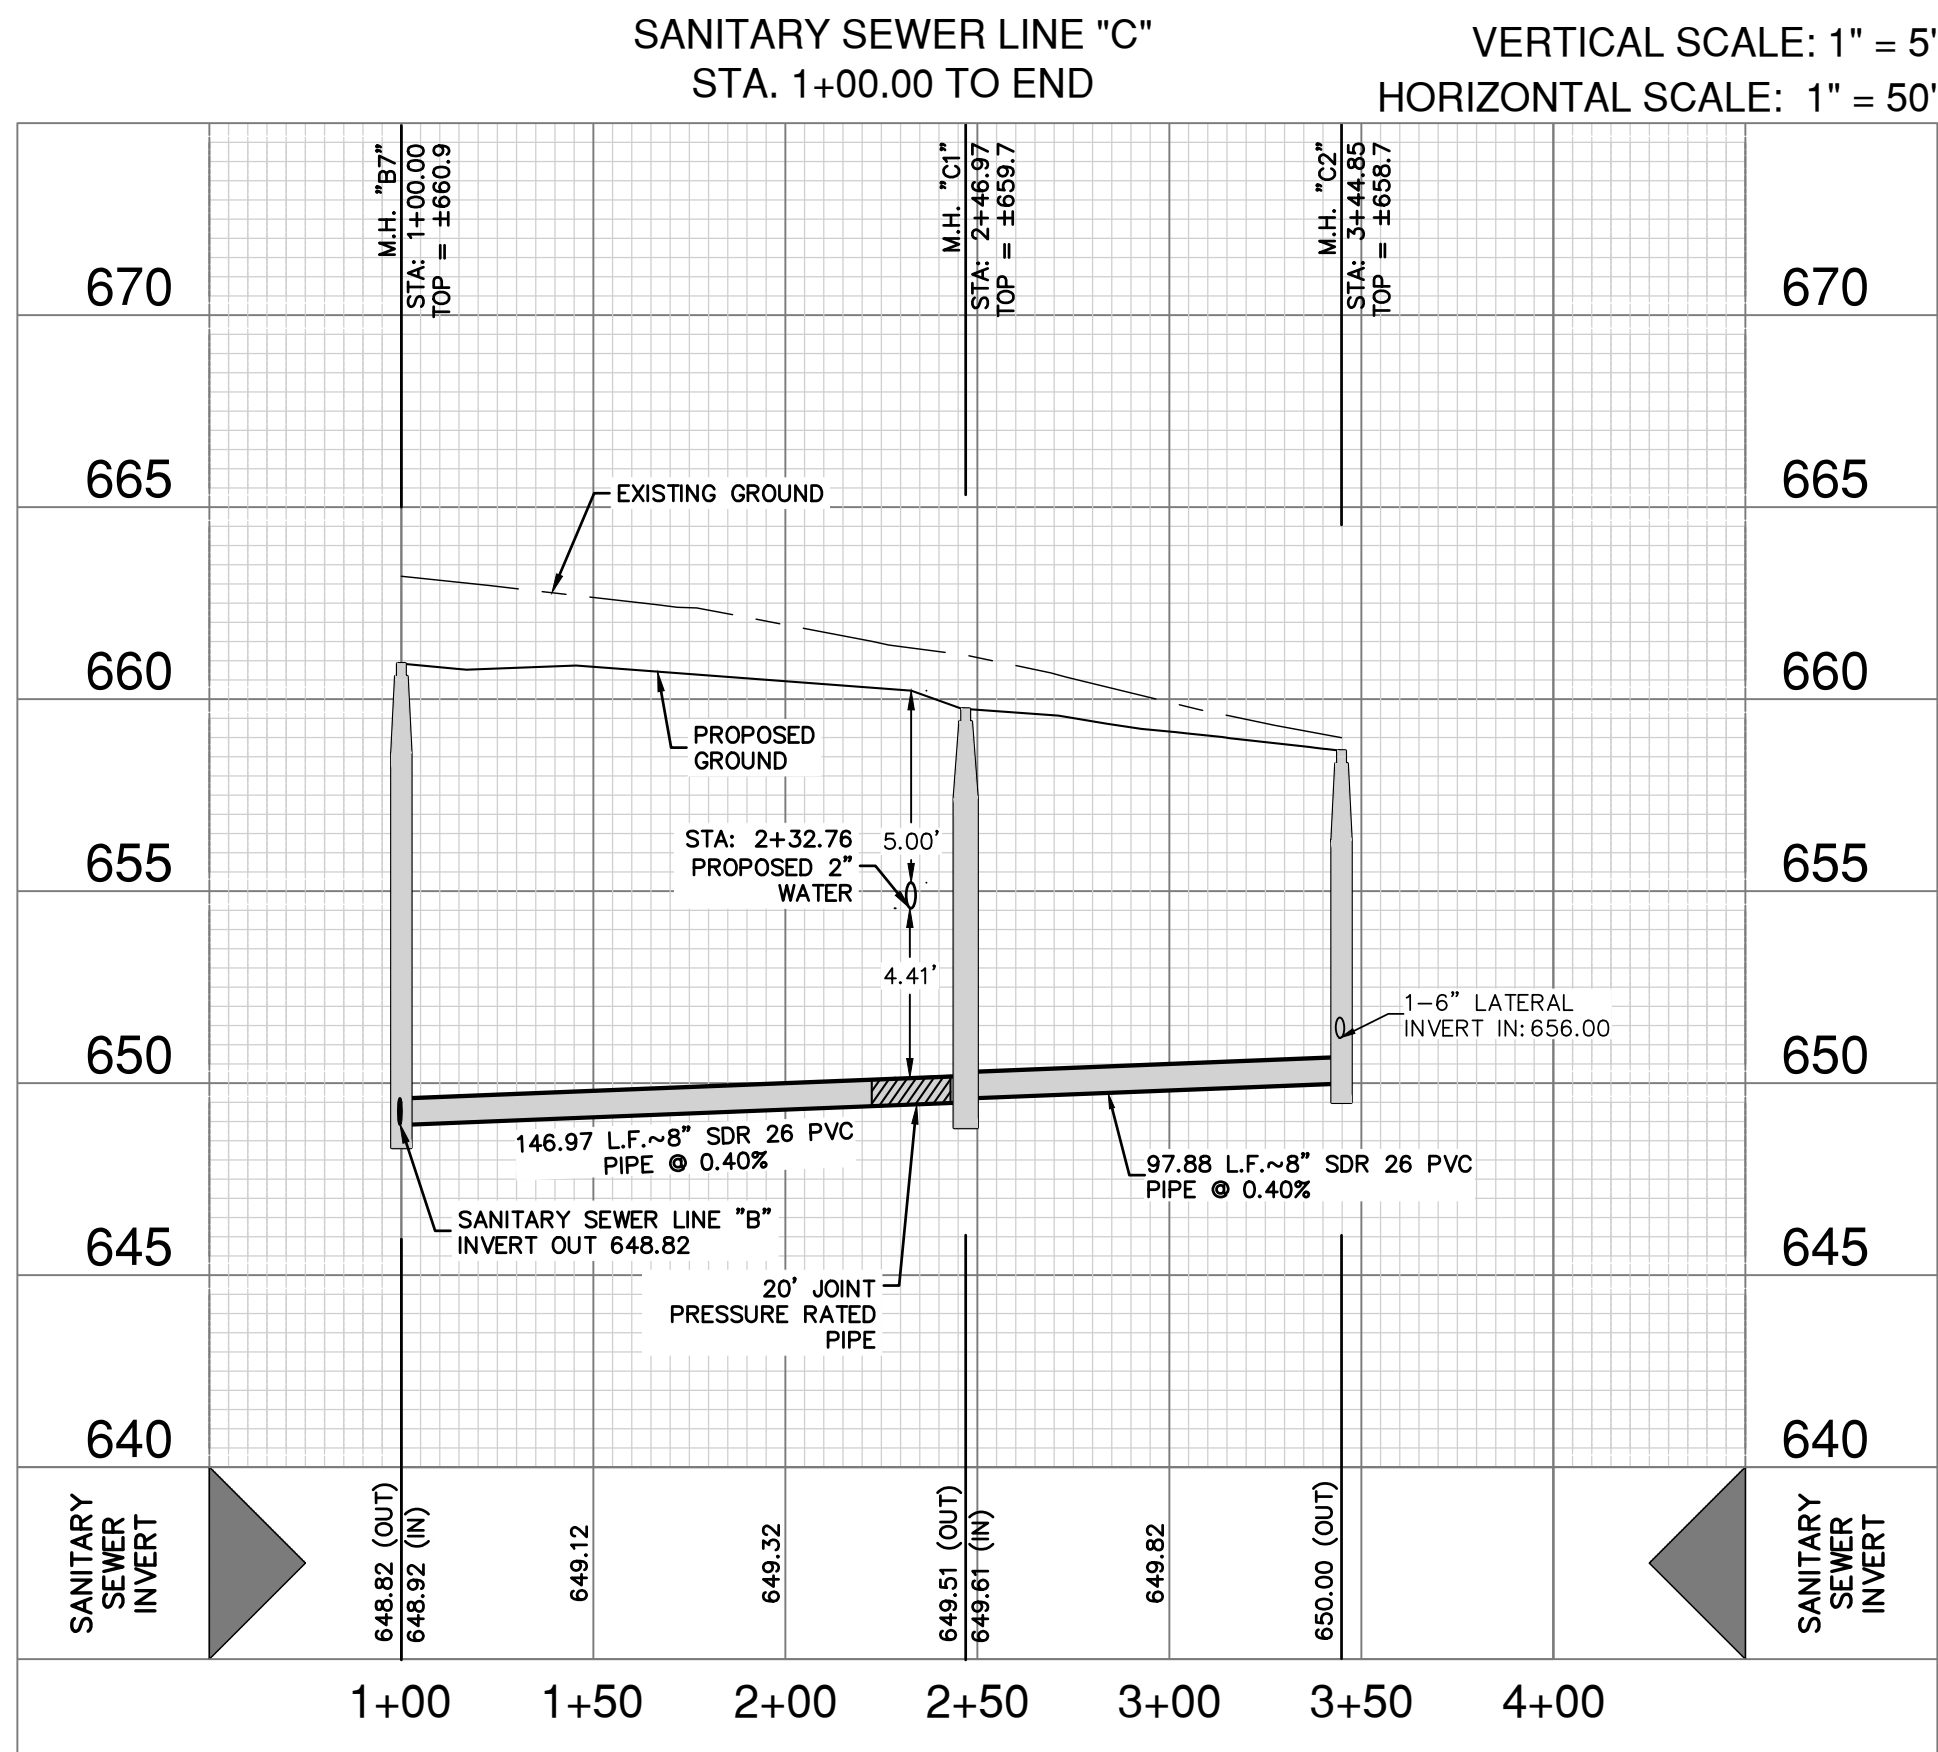 SANITARY SEWER LINE "C"
STA. 1+00.00 TO END
VERTICAL SCALE: 1" = 5'
HORIZONTAL SCALE: 1" = 50'
M.H. "B7"
STA: 1+00.00
TOP = ±660.9
M.H. "C1"
STA: 2+46.97
TOP = ±659.7
M.H. "C2"
STA: 3+44.85
TOP = ±658.7
670
670
665
665
EXISTING GROUND
660
660
PROPOSED
GROUND
STA: 2+32.76
PROPOSED 2"
WATER
5.00'
655
655
4.41'
1-6" LATERAL
INVERT IN: 656.00
650
650
146.97 L.F.~8" SDR 26 PVC
PIPE @ 0.40%
97.88 L.F.~8" SDR 26 PVC
PIPE @ 0.40%
SANITARY SEWER LINE "B"
INVERT OUT 648.82
645
645
20' JOINT
PRESSURE RATED
PIPE
640
640
SANITARY
SEWER
INVERT
648.82 (OUT)
648.92 (IN)
649.12
649.32
649.51 (OUT)
649.61 (IN)
649.82
650.00 (OUT)
SANITARY
SEWER
INVERT
1+00
1+50
2+00
2+50
3+00
3+50
4+00